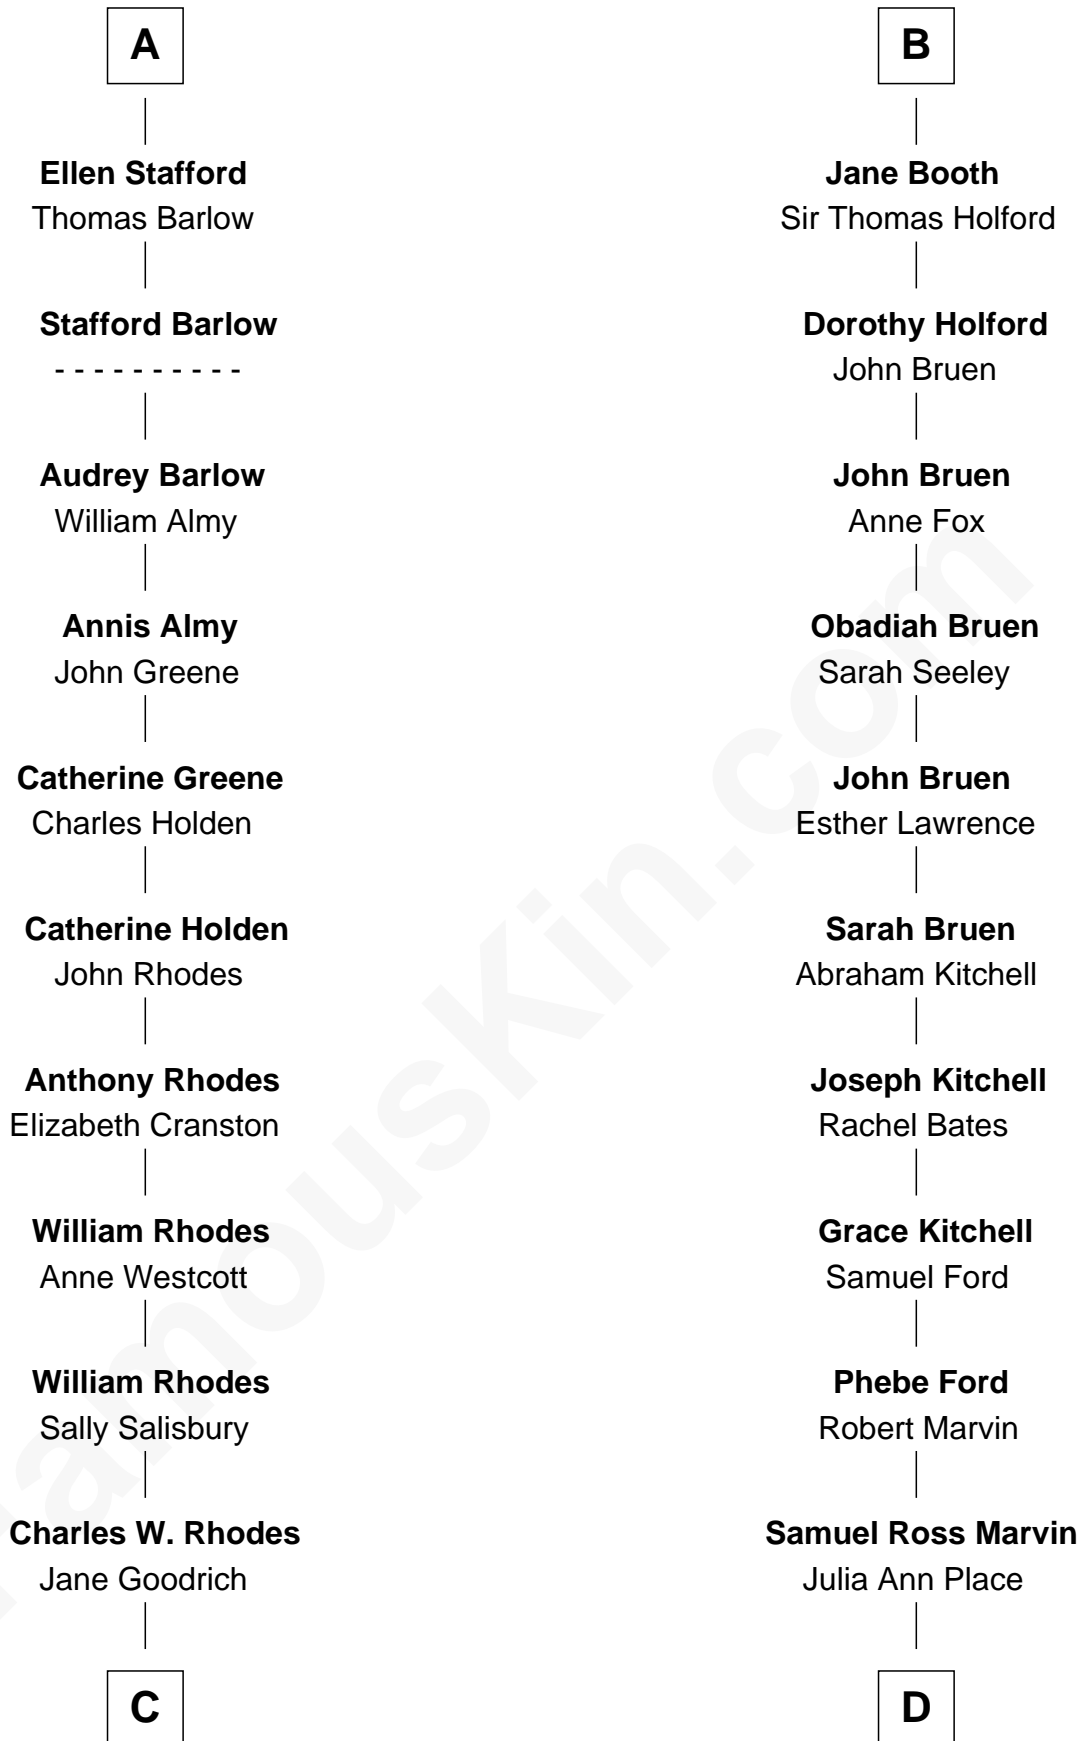 A
Ellen Stafford
Thomas Barlow
Stafford Barlow
- - - - - - - - - -
Audrey Barlow
William Almy
Annis Almy
John Greene
Catherine Greene
Charles Holden
Catherine Holden
John Rhodes
Anthony Rhodes
Elizabeth Cranston
William Rhodes
Anne Westcott
William Rhodes
Sally Salisbury
Charles W. Rhodes
Jane Goodrich
C
B
Jane Booth
Sir Thomas Holford
Dorothy Holford
John Bruen
John Bruen
Anne Fox
Obadiah Bruen
Sarah Seeley
John Bruen
Esther Lawrence
Sarah Bruen
Abraham Kitchell
Joseph Kitchell
Rachel Bates
Grace Kitchell
Samuel Ford
Phebe Ford
Robert Marvin
Samuel Ross Marvin
Julia Ann Place
D
FamousKin.com